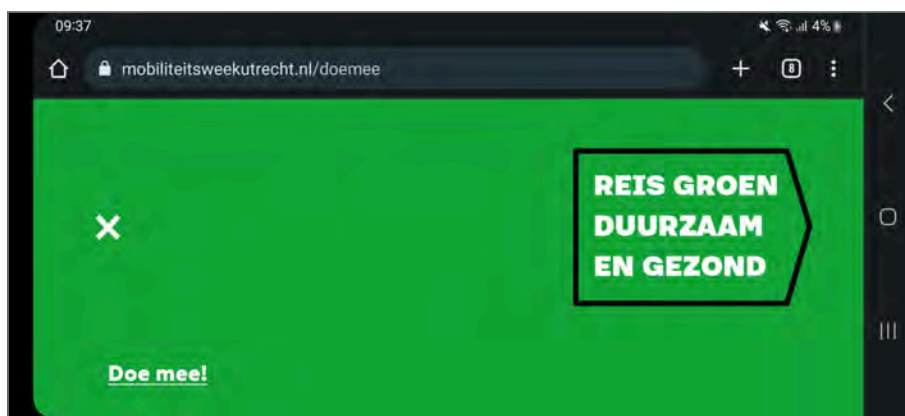 09:37
4%
mobiliteitsweekutrecht.nl/doemee
8
REIS GROEN
DUURZAAM
EN GEZOND
Doe mee!